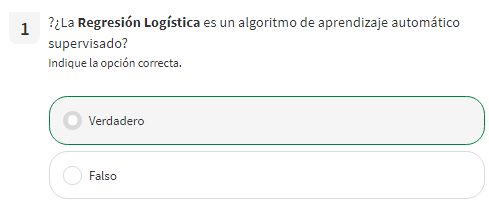 1
?¿La Regresión Logística es un algoritmo de aprendizaje automático
supervisado?
Indique la opción correcta.
Verdadero
Falso